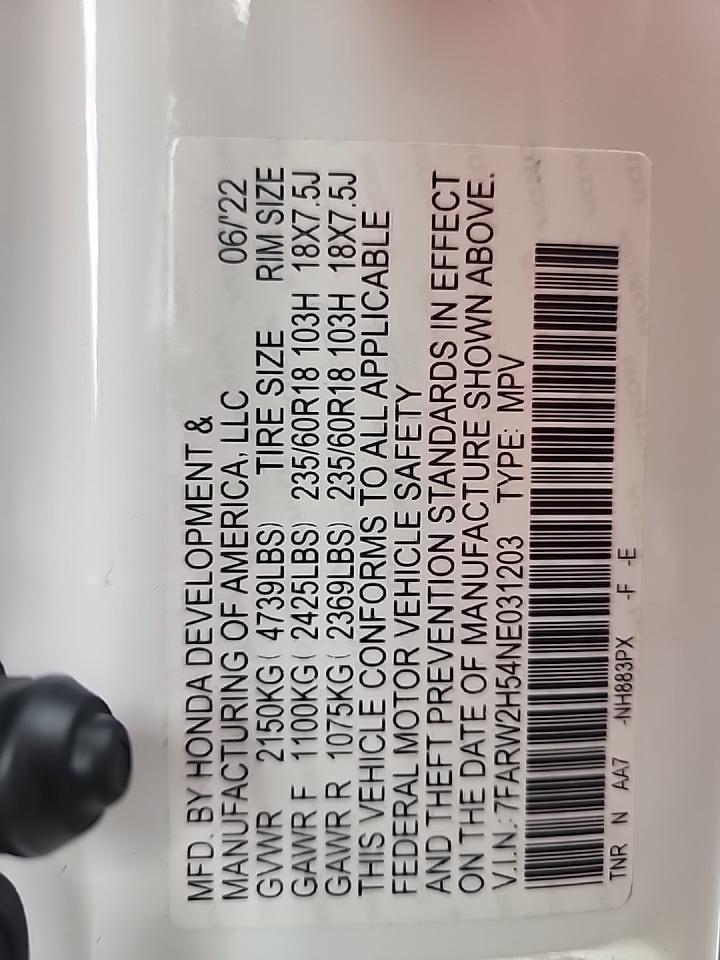 MFD. BY HONDA DEVELOPMENT &
MANUFACTURING OF AMERICA, LLC 06/'22
GVWR 2150KG( 4739LBS) TIRE SIZE RIM SIZE
GAWR F 1100KG( 2425LBS) 235/60R18 103H 18X7.5J
GAWR R 1075KG( 2369LBS) 235/60R18 103H 18X7.5J
THIS VEHICLE CONFORMS TO ALL APPLICABLE
FEDERAL MOTOR VEHICLE SAFETY
AND THEFT PREVENTION STANDARDS IN EFFECT
ON THE DATE OF MANUFACTURE SHOWN ABOVE.
V.I.N.: 7FARW2H54NE031203 TYPE: MPV
TNR N AA7 -NH883PX -F -E